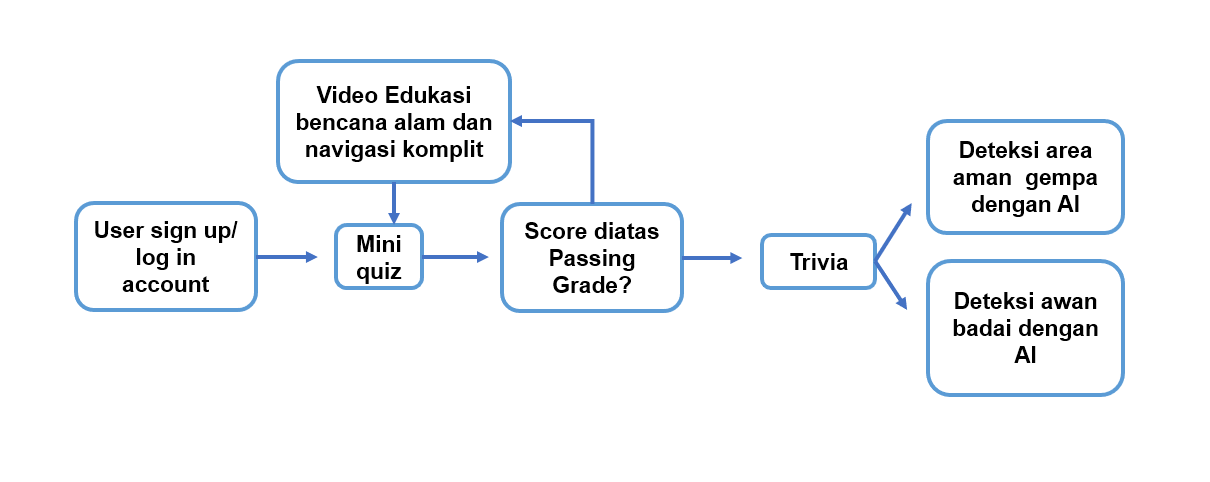 Video Edukasi
bencana alam dan
navigasi komplit
User sign up/
log in
account
Mini
quiz
Score diatas
Passing
Grade?
Trivia
Deteksi area
aman  gempa
dengan AI
Deteksi awan
badai dengan
AI